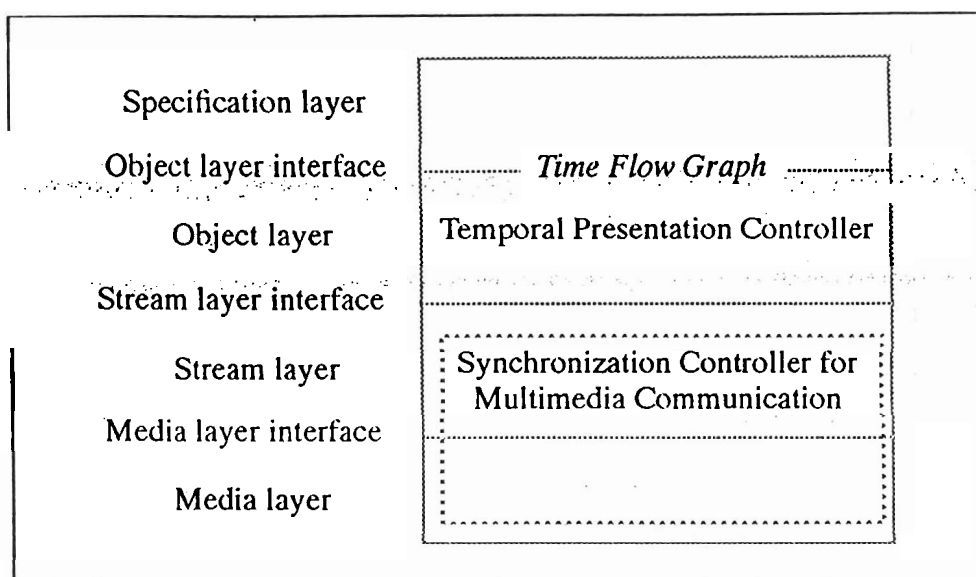 Specification layer
Object layer interface
Time Flow Graph
Object layer
Temporal Presentation Controller
Stream layer interface
Stream layer
Synchronization Controller for
Multimedia Communication
Media layer interface
Media layer